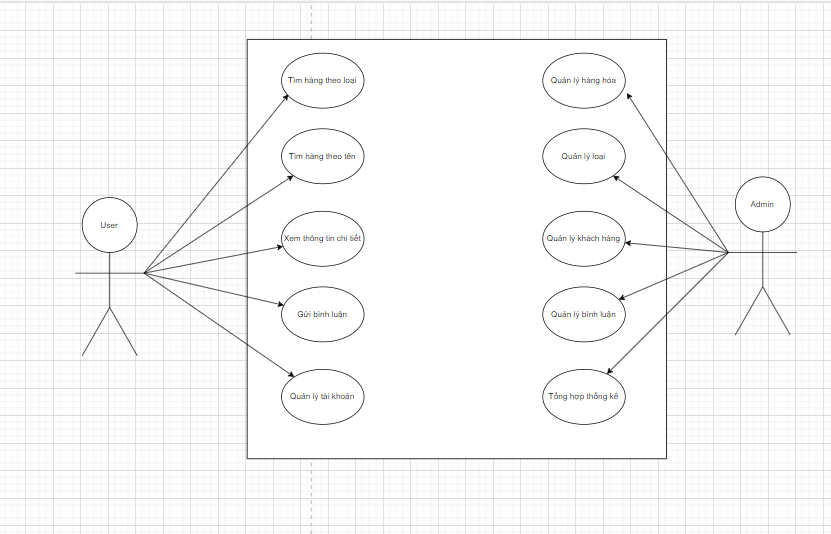 Tìm hàng theo loại
Quản lý hàng hóa
Tìm hàng theo tên
Quản lý loại
User
Admin
Xem thông tin chi tiết
Quản lý khách hàng
Gửi bình luận
Quản lý bình luận
Quản lý tài khoản
Tổng hợp thống kê